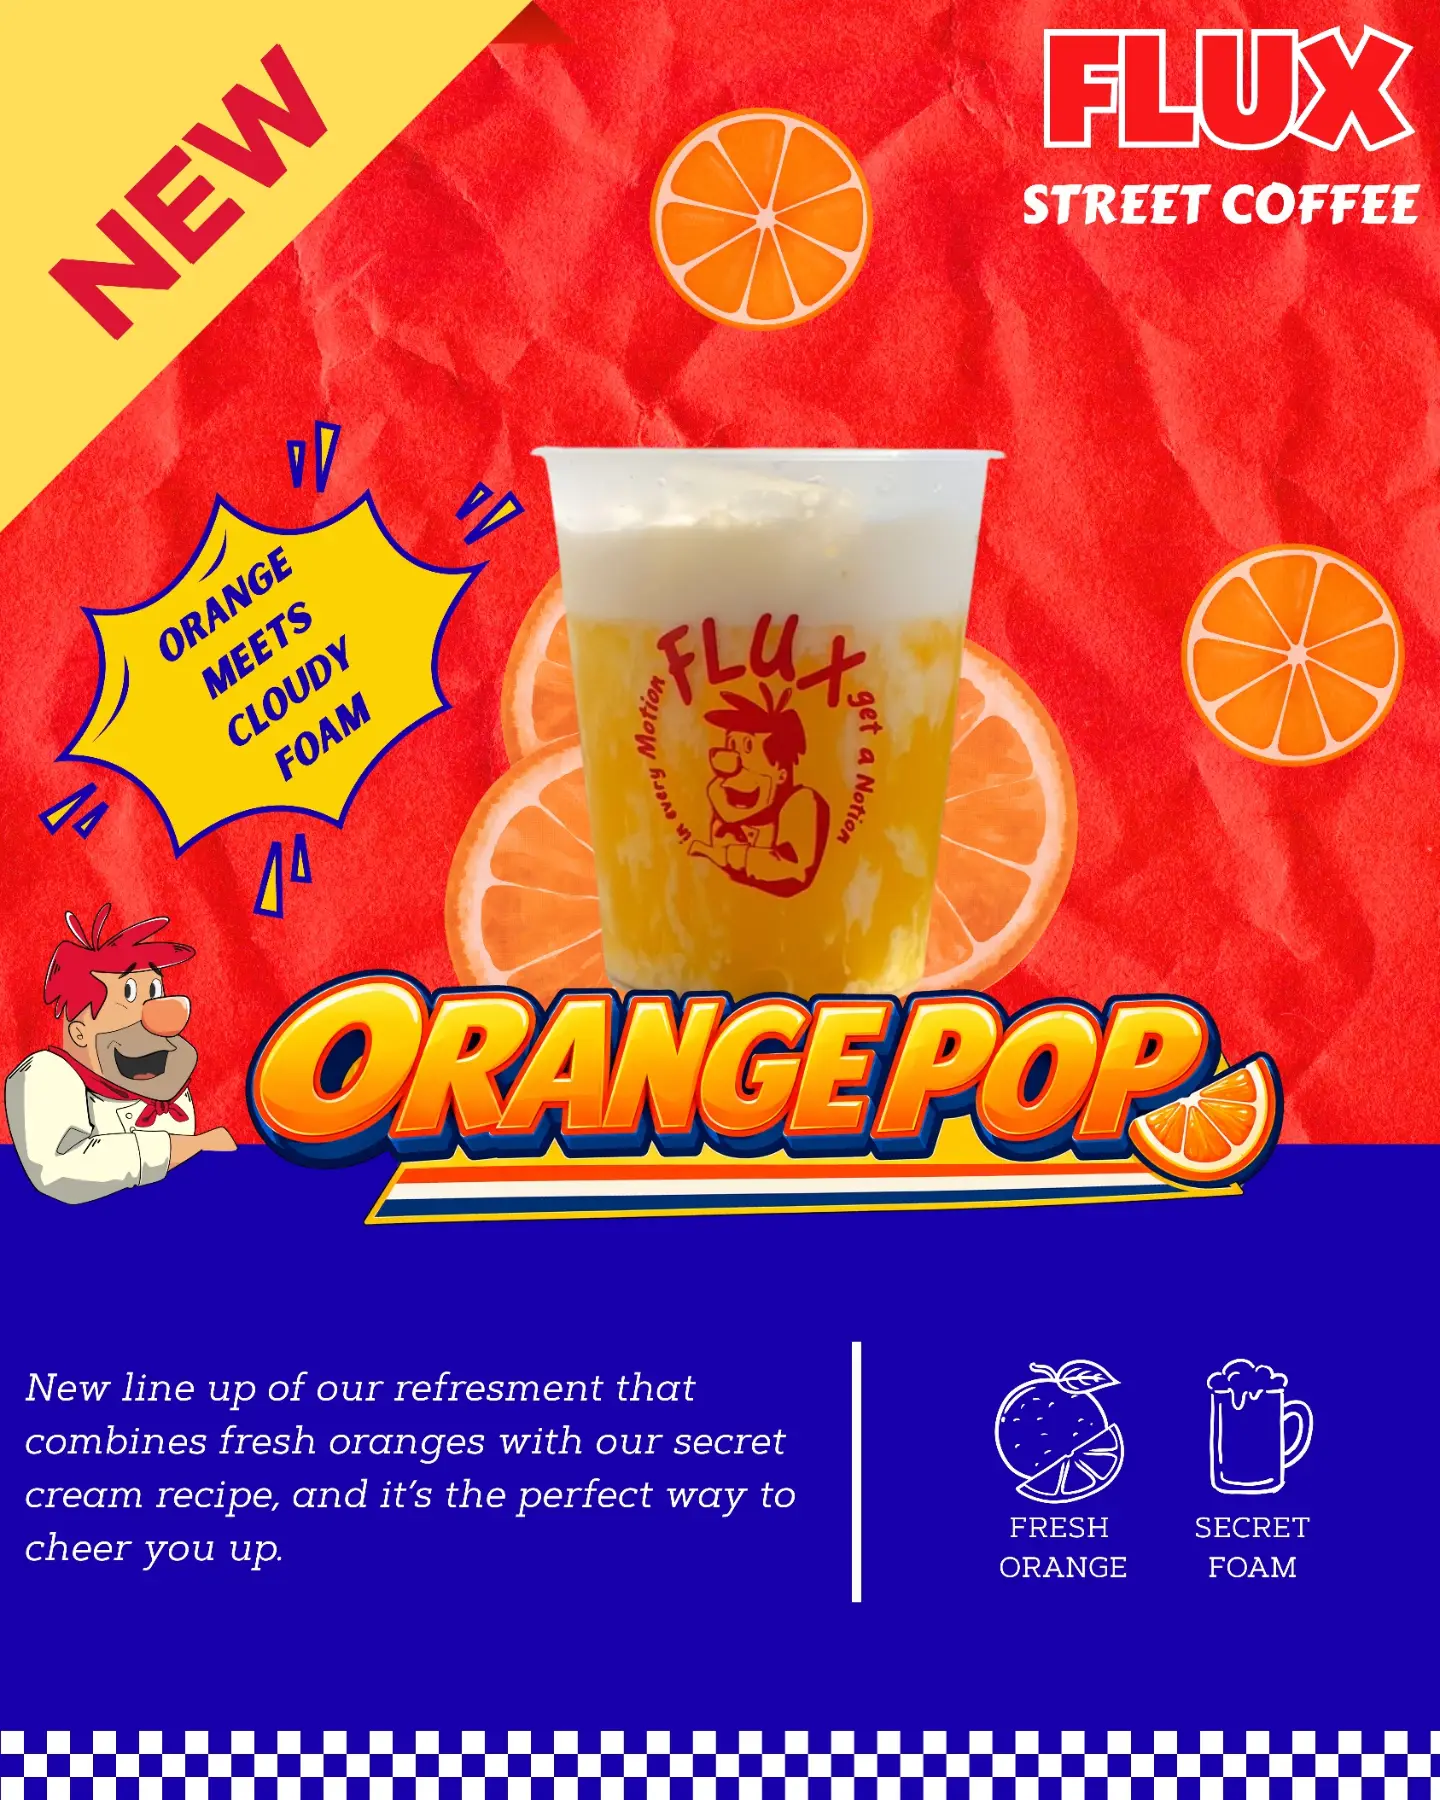 NEW
FLUX
STREET COFFEE
ORANGE
MEETS
CLOUDY
FOAM
FLUX
in every Motion
get a Notion
ORANGE POP
New line up of our refresment that
combines fresh oranges with our secret
cream recipe, and it's the perfect way to
cheer you up.
FRESH
ORANGE
SECRET
FOAM